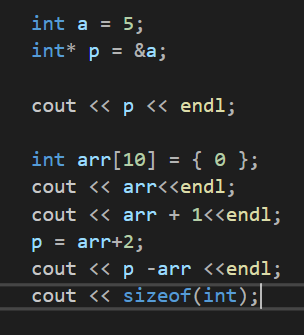 int a = 5;
int* p = &a;
cout << p << endl;
int arr[10] = { 0 };
cout << arr<<endl;
cout << arr + 1<<endl;
p = arr+2;
cout << p -arr <<endl;
cout << sizeof(int);